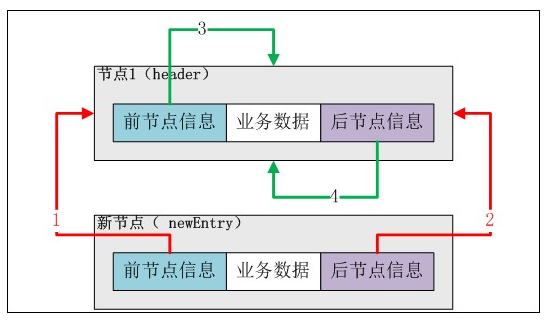 3
节点1（header）
前节点信息 业务数据 后节点信息
4
1
2
新节点（ newEntry）
前节点信息 业务数据 后节点信息